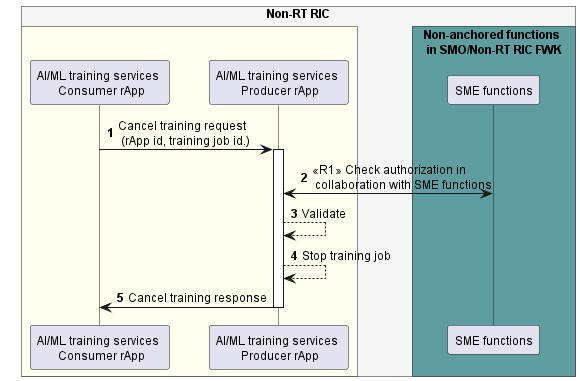 Non-RT RIC
Non-anchored functions
in SMO/Non-RT RIC FWK
AI/ML training services
Consumer rApp
AI/ML training services
Producer rApp
SME functions
1 Cancel training request
(rApp id, training job id.)
2 «R1» Check authorization in
collaboration with SME functions
3 Validate
4 Stop training job
5 Cancel training response
AI/ML training services
Consumer rApp
AI/ML training services
Producer rApp
SME functions